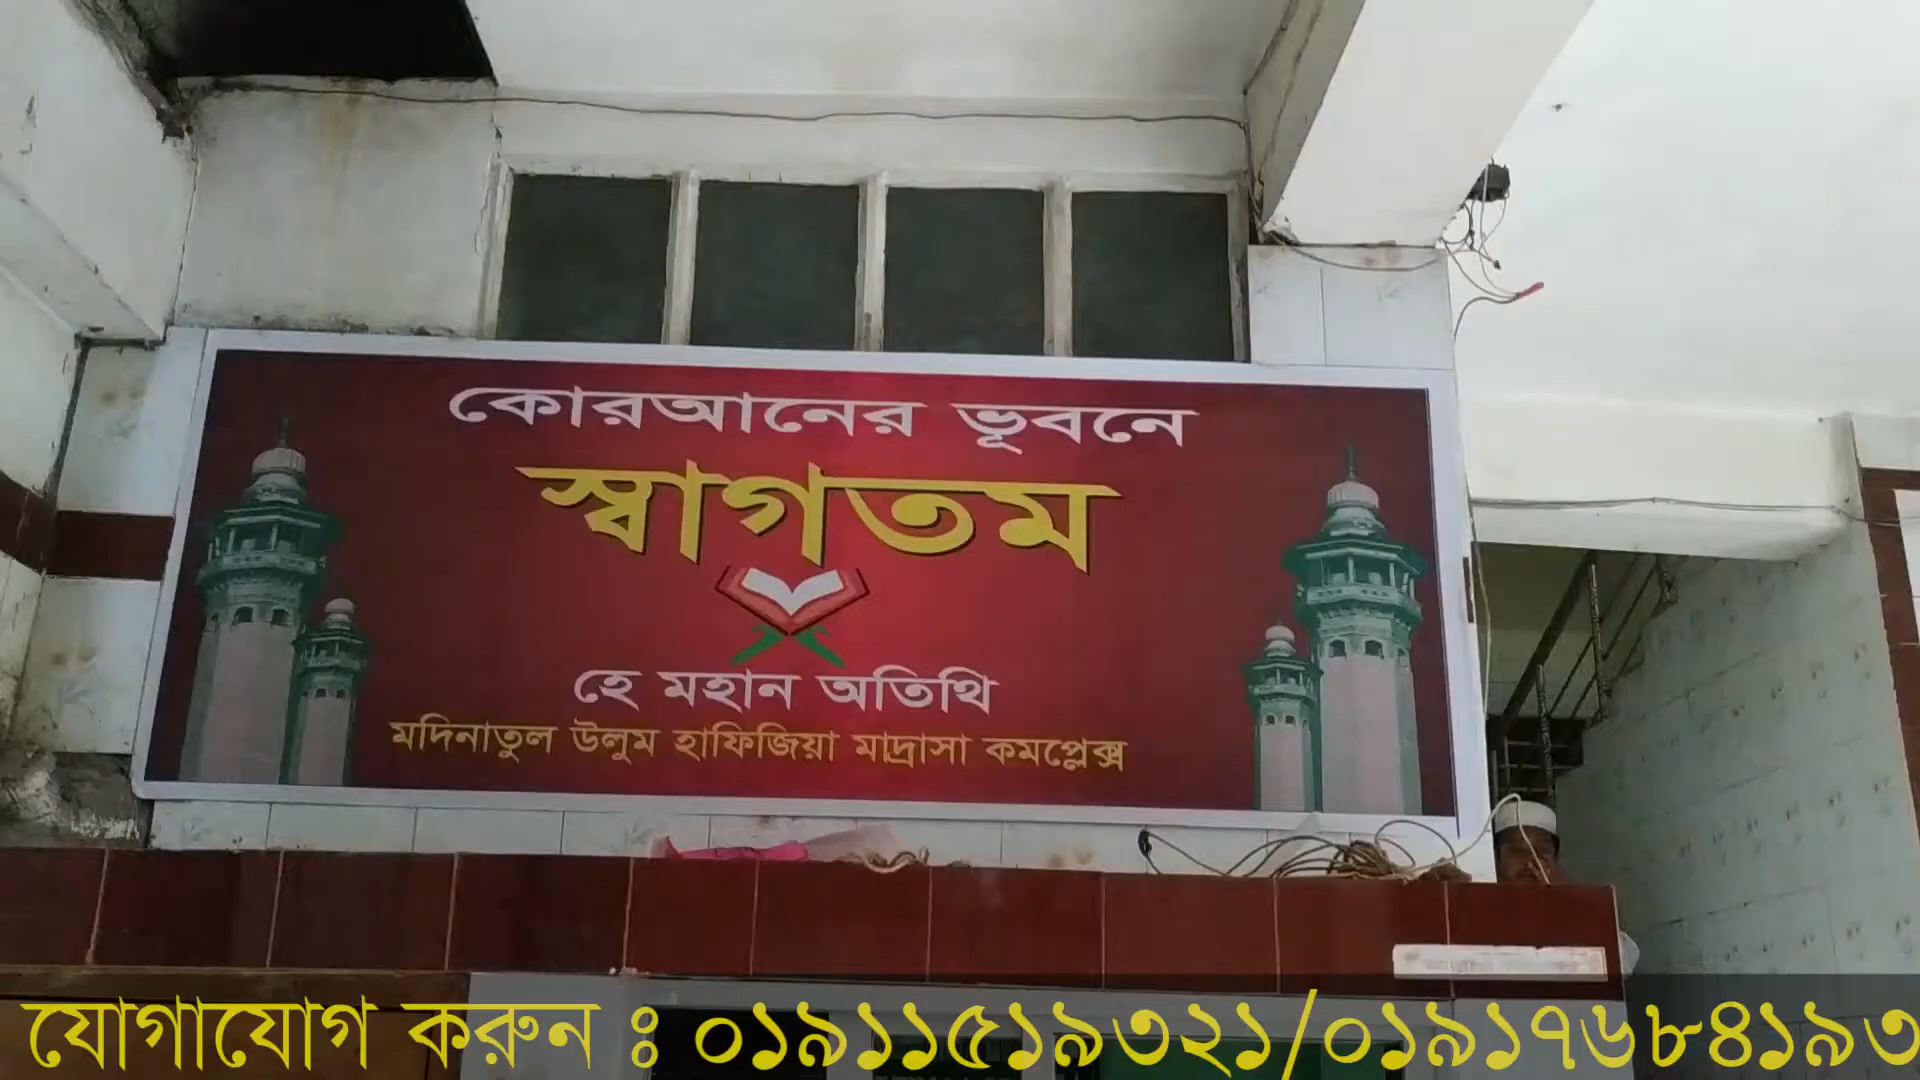 কোরআনের ভূবনে
স্বাগতম
হে মহান অতিথি
মদিনাতুল উলুম হাফিজিয়া মাদ্রাসা কমপ্লেক্স
যোগাযোগ করুন ঃ ০১৯১১৫১৯৩২১/০১৯১৭৬৮৪১৯৩